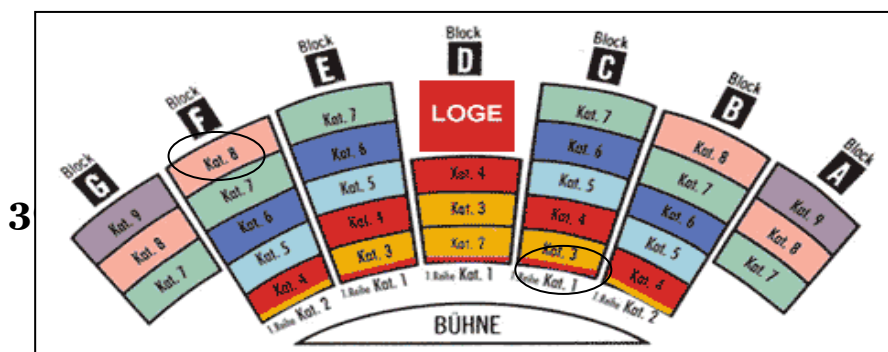 3
Block
G
Kat. 9
Kat. 8
Kat. 7
Block
F
Kat. 8
Kat. 7
Kat. 6
Kat. 5
Kat. 4
1.Reihe Kat. 2
Block
E
Kat. 7
Kat. 6
Kat. 5
Kat. 4
Kat. 3
1.Reihe Kat. 1
Block
D
LOGE
Kat. 4
Kat. 3
Kat. 2
1.Reihe Kat. 1
Block
C
Kat. 7
Kat. 6
Kat. 5
Kat. 4
Kat. 3
1.Reihe Kat. 1
Block
B
Kat. 8
Kat. 7
Kat. 6
Kat. 5
Kat. 4
1.Reihe Kat. 2
Block
A
Kat. 9
Kat. 8
Kat. 7
BÜHNE